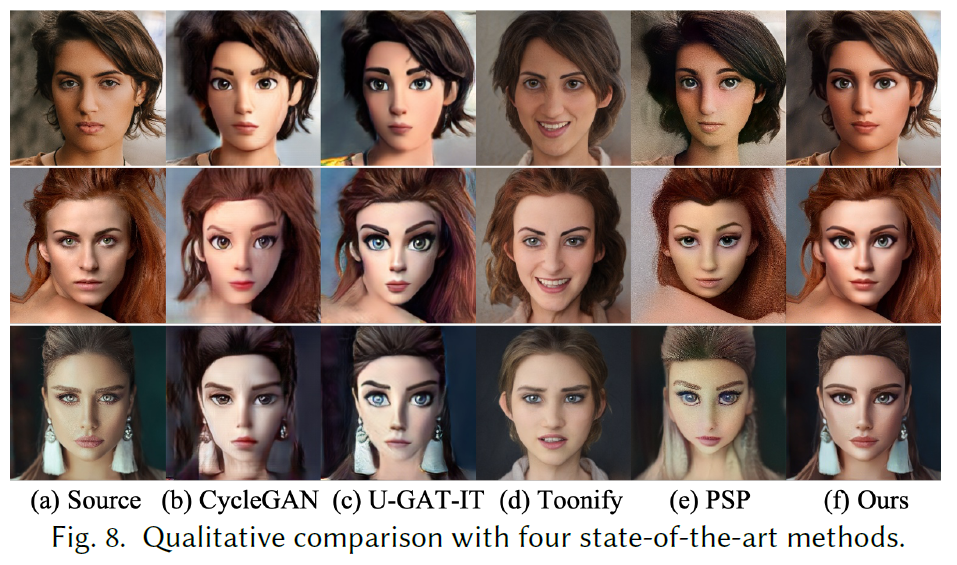 (a) Source (b) CycleGAN (c) U-GAT-IT (d) Toonify (e) PSP (f) Ours
Fig. 8. Qualitative comparison with four state-of-the-art methods.